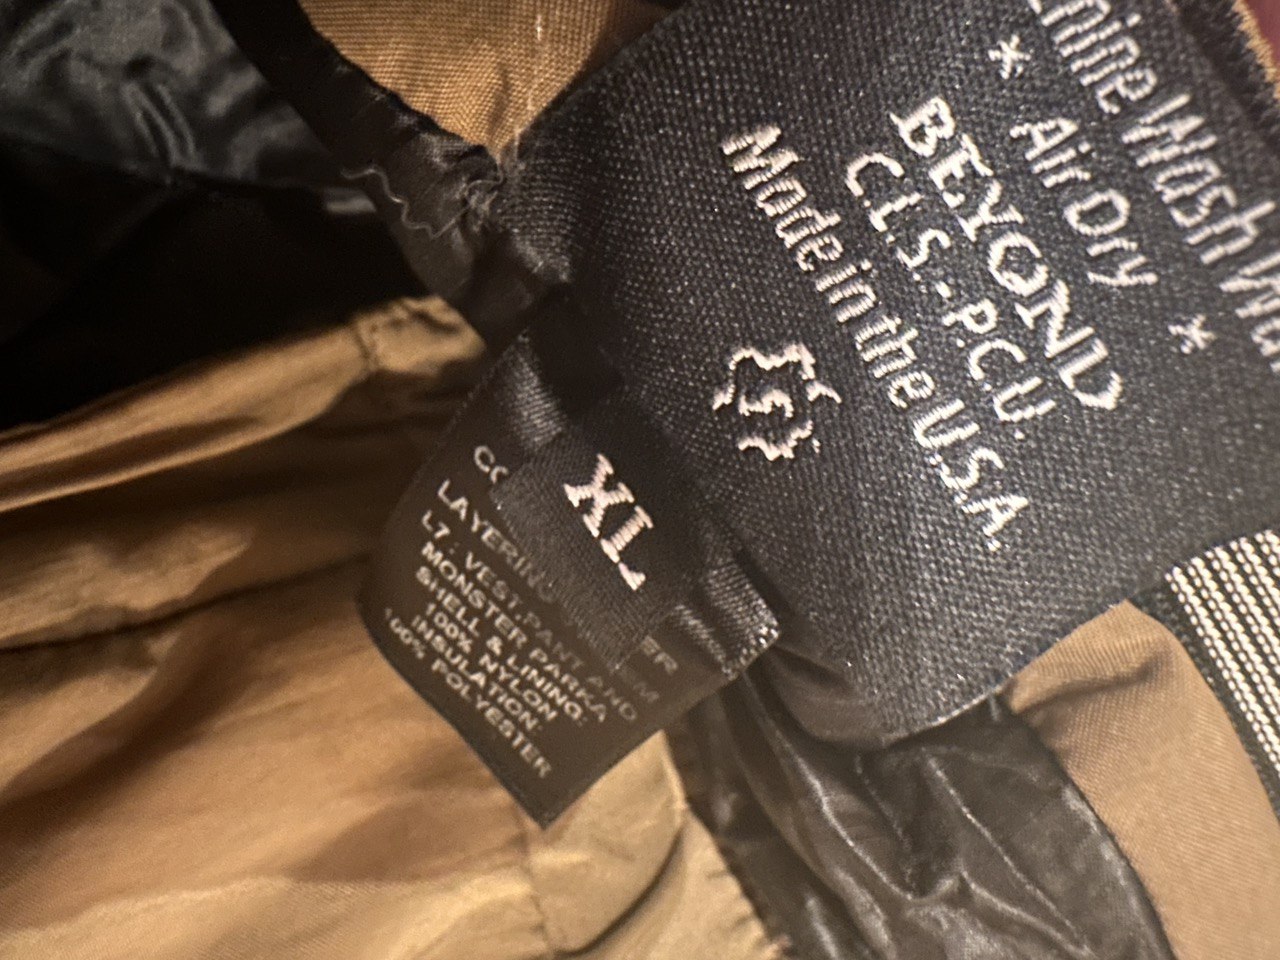 Wash
* Air Dry *
BEYOND
C.L.S.-P.C.U.
Made in the U.S.A.
S
XL
L7: VEST, PANT AND
MONSTER PARKA
SHELL & LINING:
100% NYLON
INSULATION:
100% POLYESTER